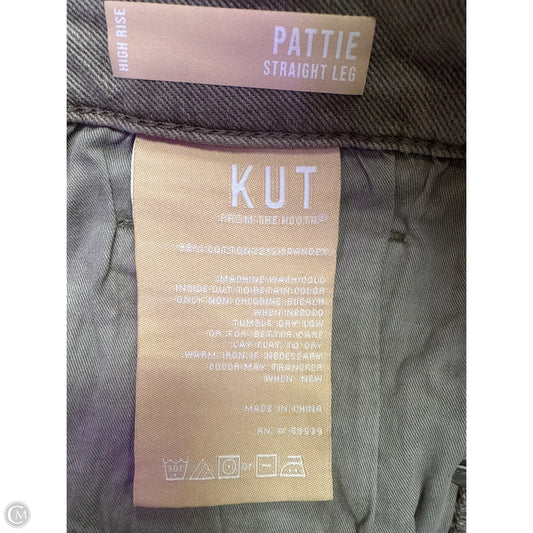 HIGH RISE
PATTIE
STRAIGHT LEG
KUT
FROM THE KLOTH®
98% COTTON 2% SPANDEX
MACHINE WASH COLD
INSIDE OUT TO RETAIN COLOR
ONLY NON CHLORINE BLEACH
WHEN NEEDED
TUMBLE DRY LOW
OR FOR BETTER CARE
LAY FLAT TO DRY
WARM IRON IF NECESSARY
COLOR MAY TRANSFER
WHEN NEW
MADE IN CHINA
RN. #
or
CM